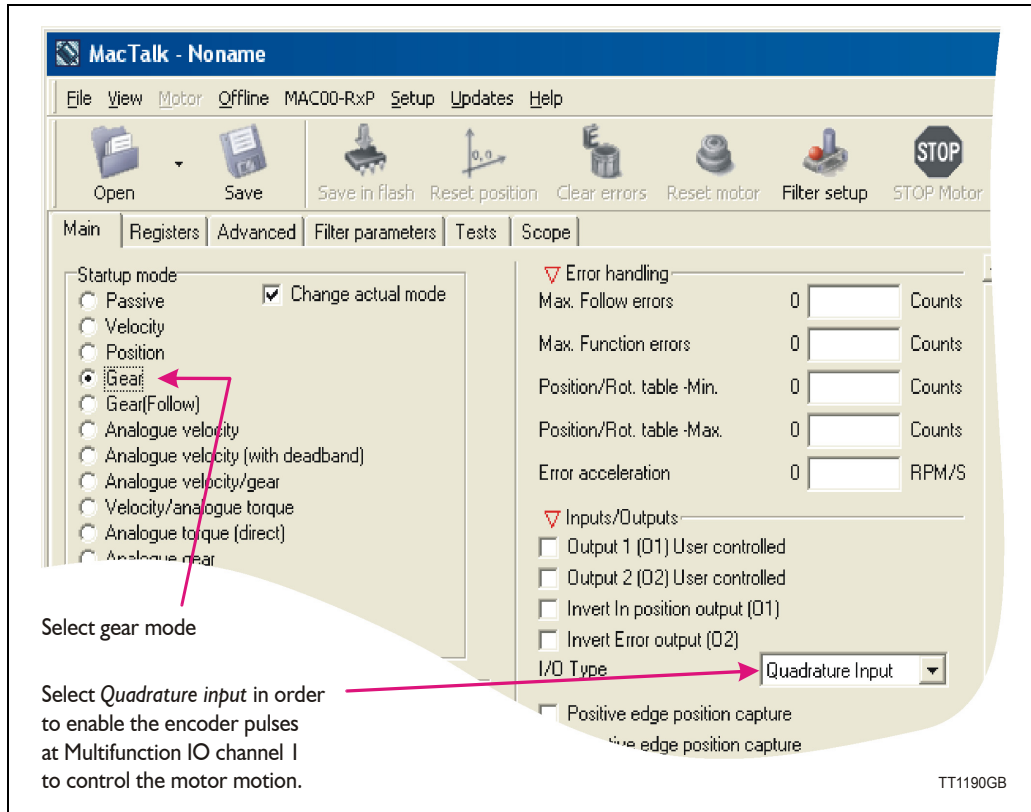 MacTalk - Noname
File View Motor Offline MAC00-RxP Setup Updates Help
Open Save Save in flash Reset position Clear errors Reset motor Filter setup STOP Motor
0,0
E
STOP
Main Registers Advanced Filter parameters Tests Scope
Startup mode
Change actual mode
Passive
Velocity
Position
Gear
Gear(Follow)
Analogue velocity
Analogue velocity (with deadband)
Analogue velocity/gear
Velocity/analogue torque
Analogue torque (direct)
Analogue gear
Error handling
Max. Follow errors 0 Counts
Max. Function errors 0 Counts
Position/Rot. table -Min. 0 Counts
Position/Rot. table -Max. 0 Counts
Error acceleration 0 RPM/S
Inputs/Outputs
Output 1 (O1) User controlled
Output 2 (O2) User controlled
Invert In position output (O1)
Invert Error output (O2)
I/O Type Quadrature Input
Positive edge position capture
edge position capture
Select gear mode
Select Quadrature input in order
to enable the encoder pulses
at Multifunction IO channel 1
to control the motor motion.
TT1190GB